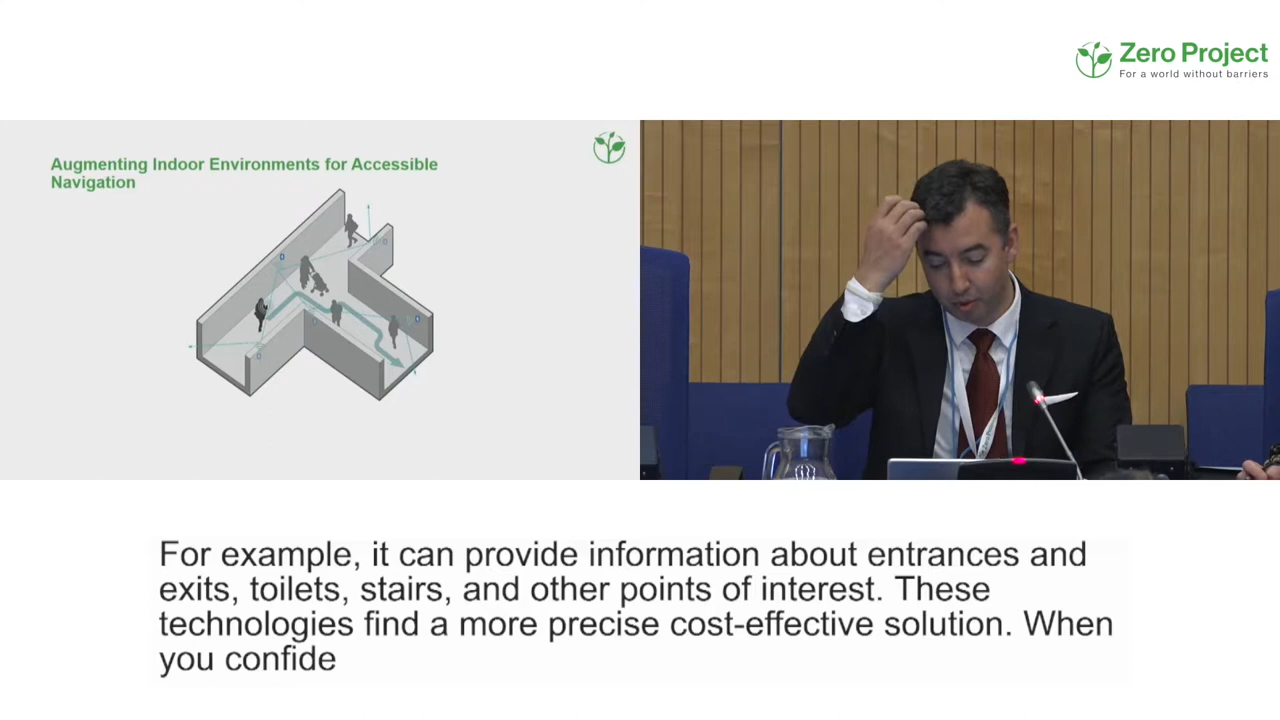 Zero Project
For a world without barriers
Augmenting Indoor Environments for Accessible
Navigation
For example, it can provide information about entrances and
exits, toilets, stairs, and other points of interest. These
technologies find a more precise cost-effective solution. When
you confide